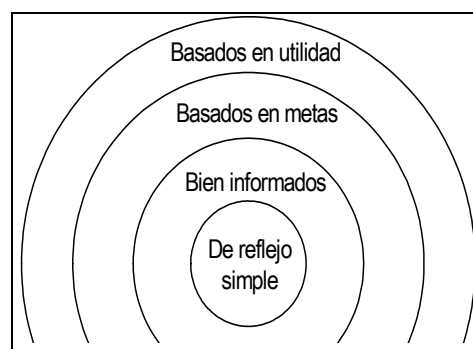 Basados en utilidad
Basados en metas
Bien informados
De reflejo
simple